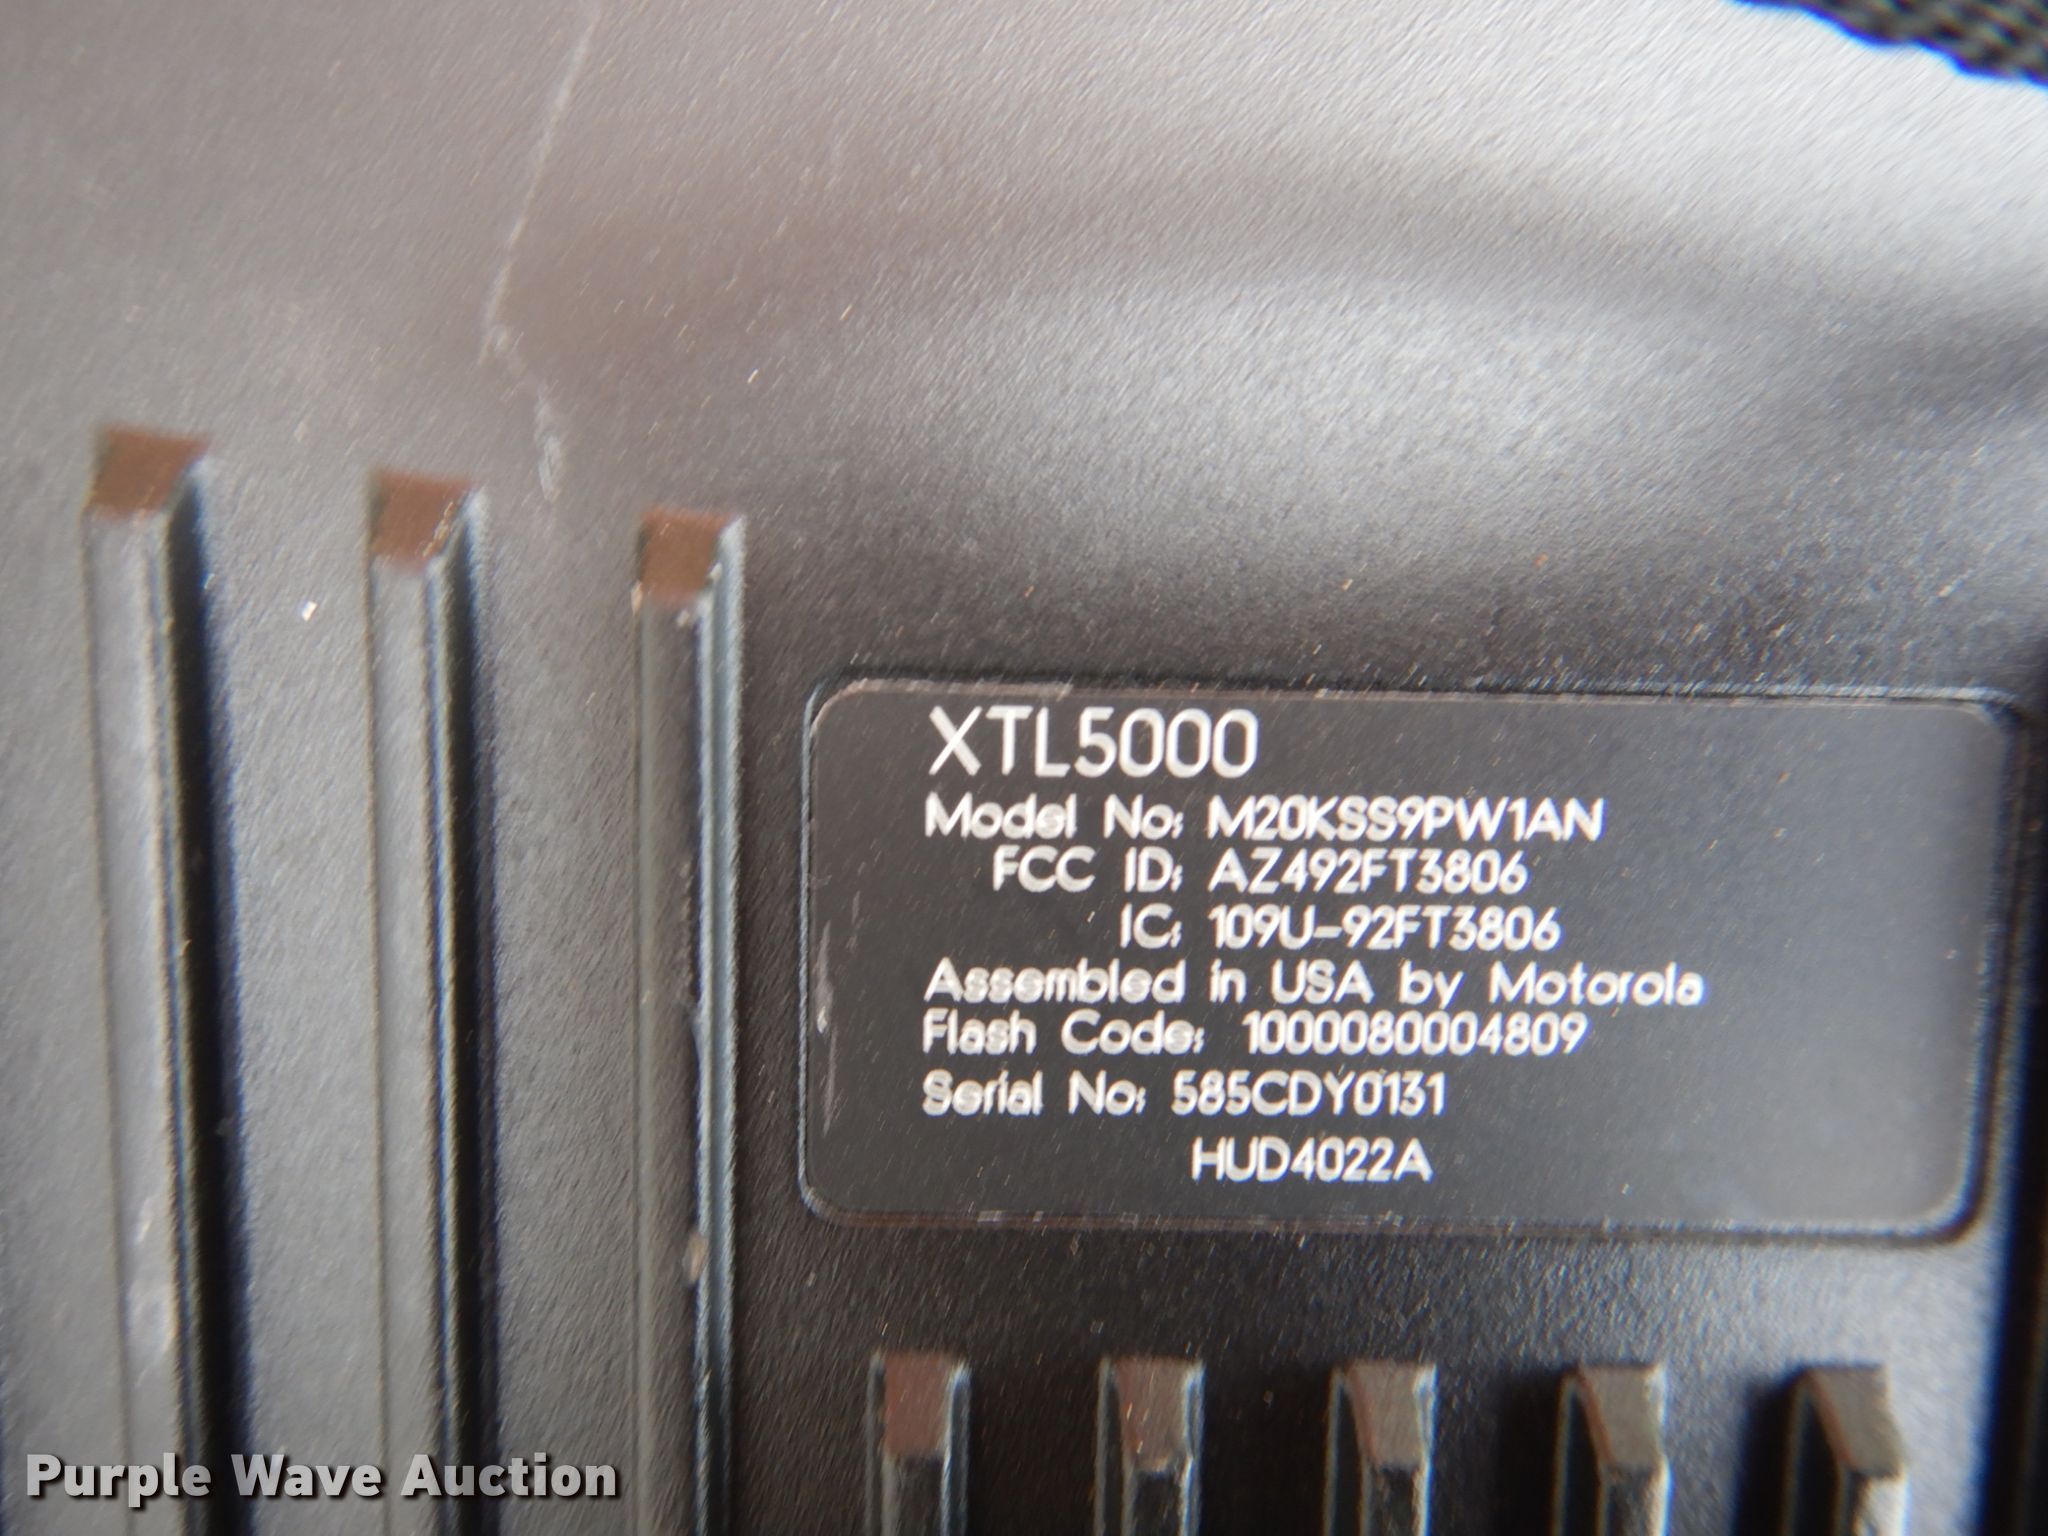 XTL5000
Model No: M20KSS9PW1AN
FCC ID: AZ492FT3806
IC: 109U-92FT3806
Assembled in USA by Motorola
Flash Code: 1000080004809
Serial No: 585CDY0131
HUD4022A
Purple Wave Auction